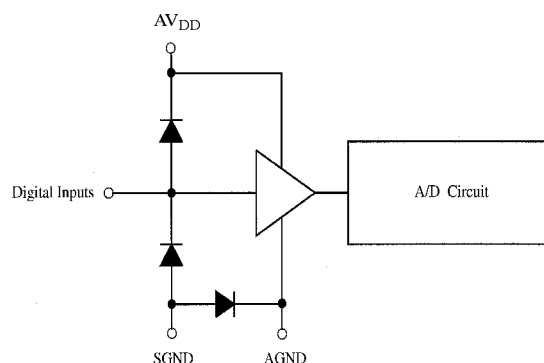 AVDD
Digital Inputs
A/D Circuit
SGND
AGND